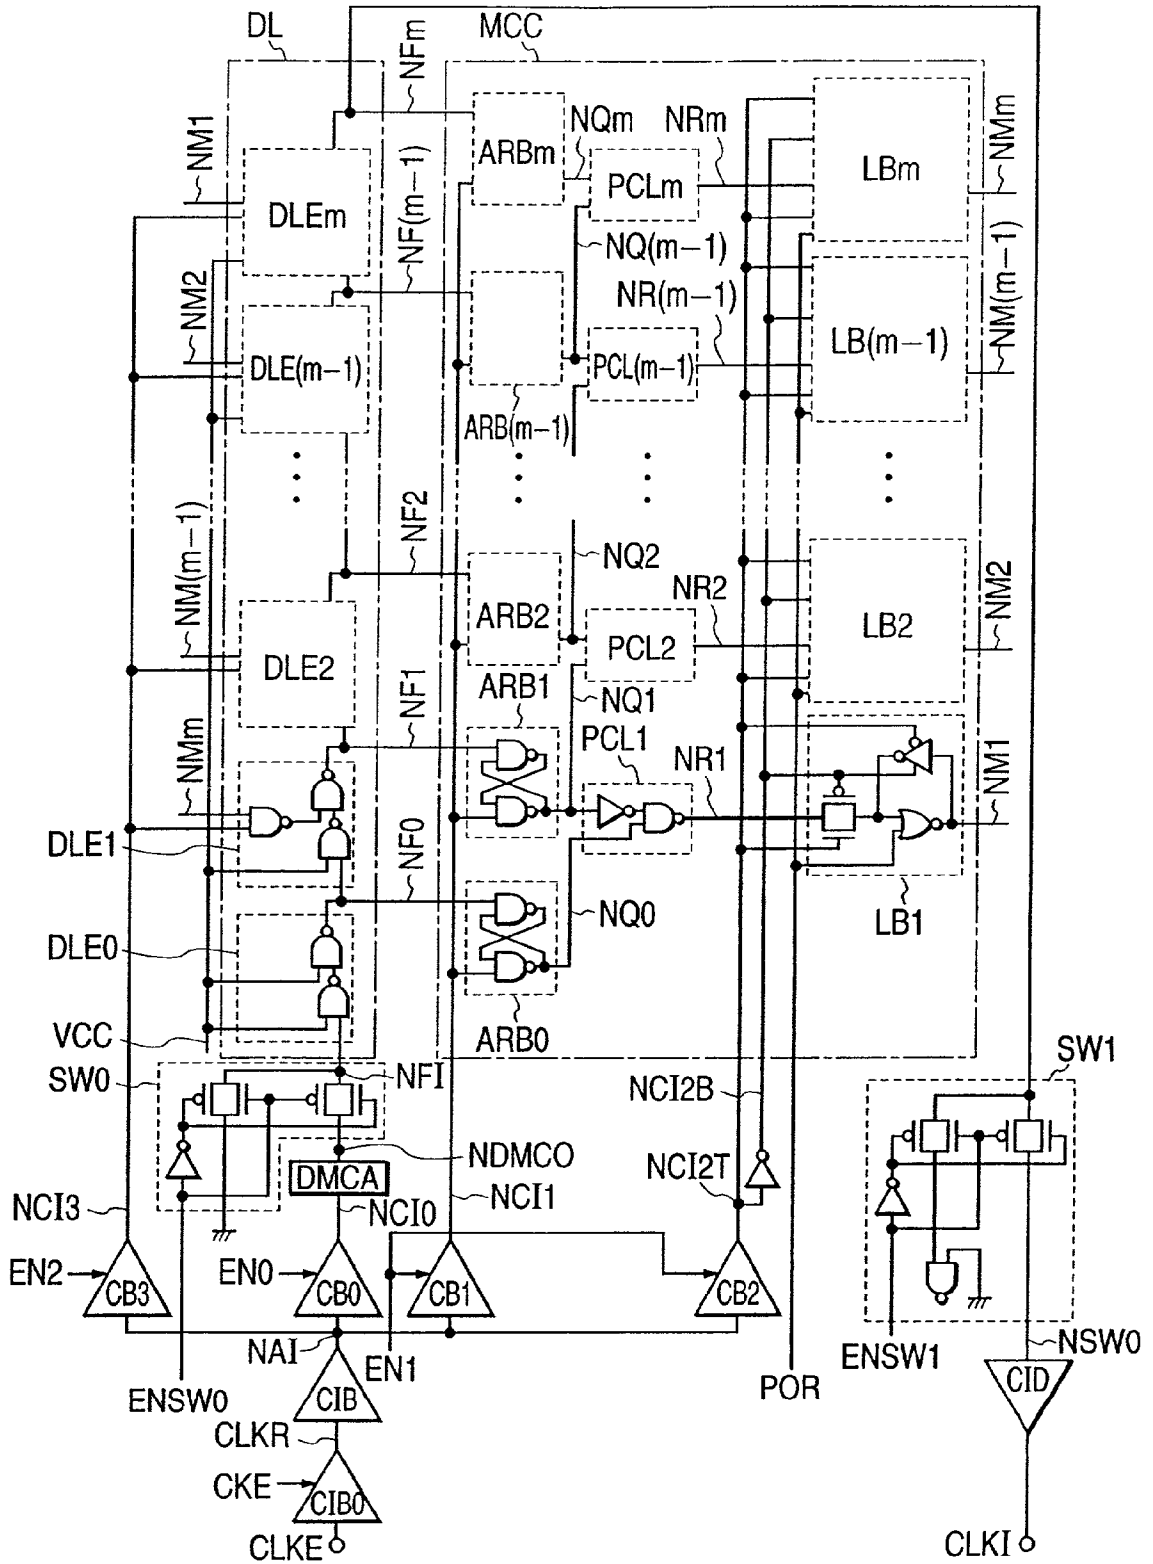 DL
NFm
MCC
NM1
DLEm
NF(m-1)
ARBm
NQm
NRm
PCLm
LBm
NMm
NQ(m-1)
NM2
DLE(m-1)
NR(m-1)
PCL(m-1)
LB(m-1)
NM(m-1)
ARB(m-1)
NM(m-1)
NF2
NQ2
DLE2
ARB2
NR2
PCL2
LB2
NM2
NMm
NF1
ARB1
NQ1
PCL1
NR1
NM1
DLE1
NF0
NQ0
LB1
DLE0
VCC
ARB0
SW0
NFI
NCI2B
SW1
NDMCO
DMCA
NCI2T
NCI3
NCI0
NCI1
EN2
CB3
EN0
CB0
CB1
CB2
NAI
EN1
ENSW0
POR
ENSW1
NSW0
CIB
CID
CLKR
CKE
CIB0
CLKE
CLKI